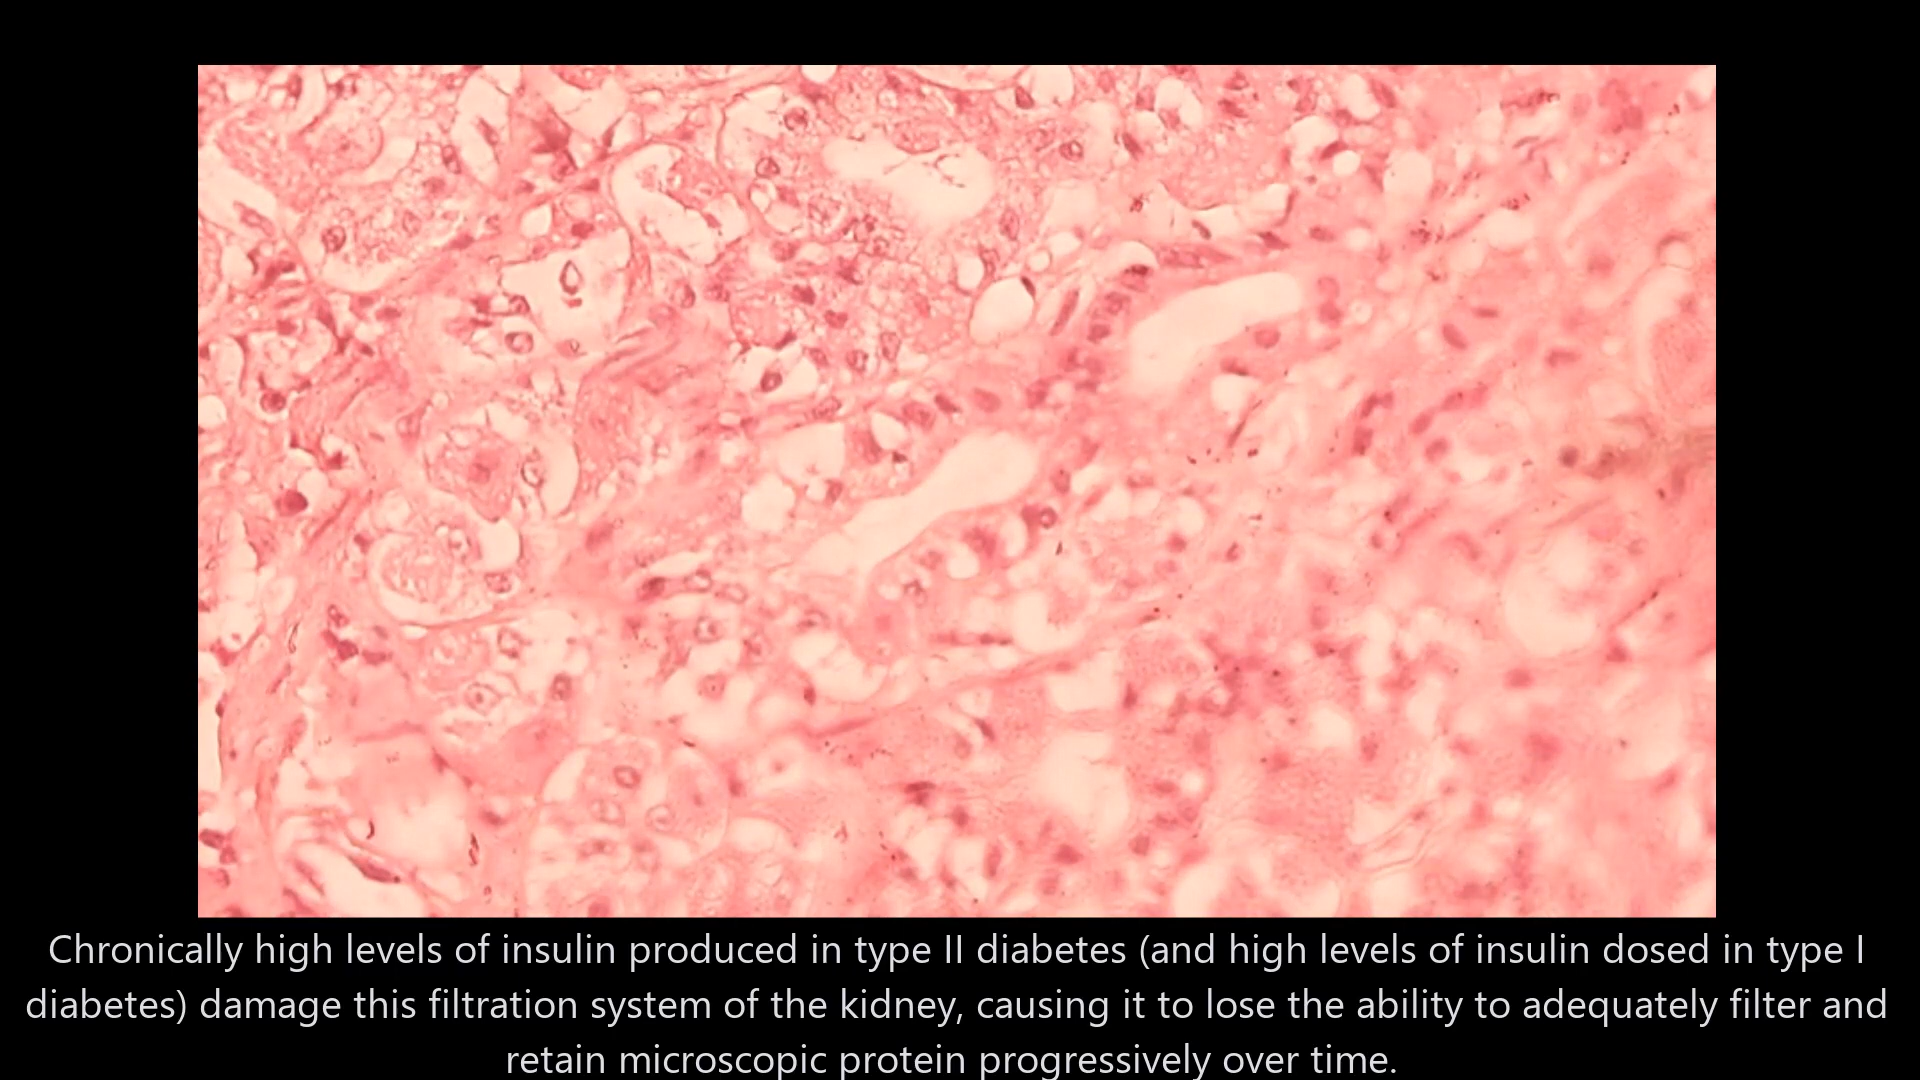 Chronically high levels of insulin produced in type II diabetes (and high levels of insulin dosed in type I
diabetes) damage this filtration system of the kidney, causing it to lose the ability to adequately filter and
retain microscopic protein progressively over time.